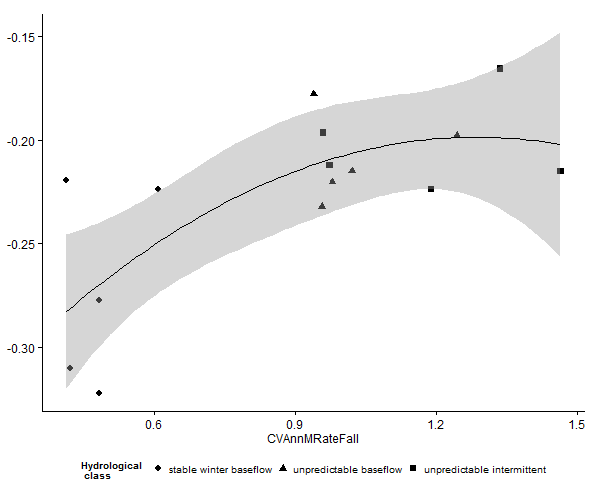 -0.15
-0.20
-0.25
-0.30
0.6 0.9 1.2 1.5
CVAnnMRateFall
Hydrological
class
stable winter baseflow unpredictable baseflow unpredictable intermittent